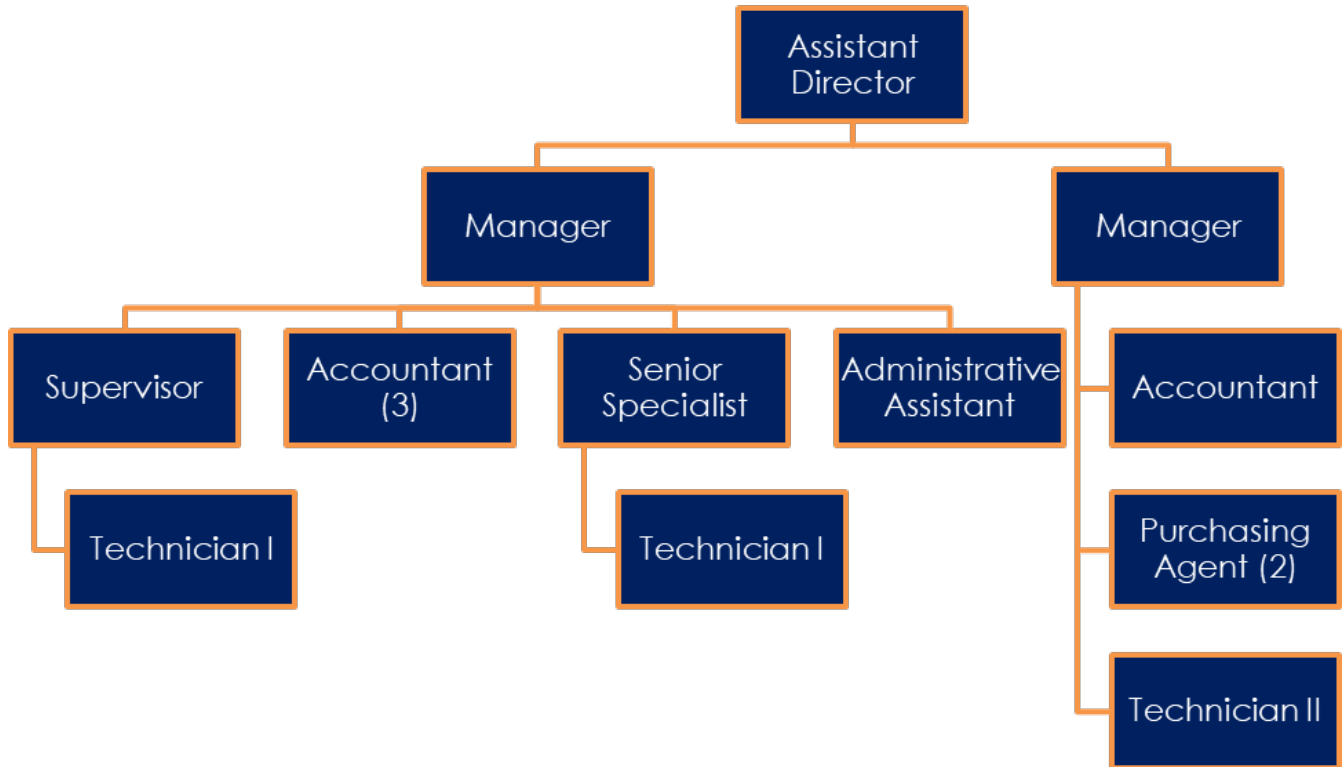 Assistant
Director
Manager
Manager
Supervisor
Accountant
(3)
Senior
Specialist
Administrative
Assistant
Accountant
Technician I
Technician I
Purchasing
Agent (2)
Technician II